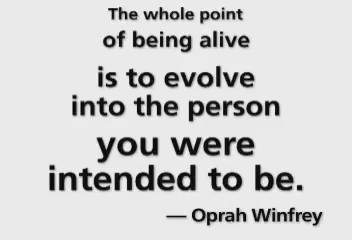 The whole point
of being alive
is to evolve
into the person
you were
intended to be.
— Oprah Winfrey